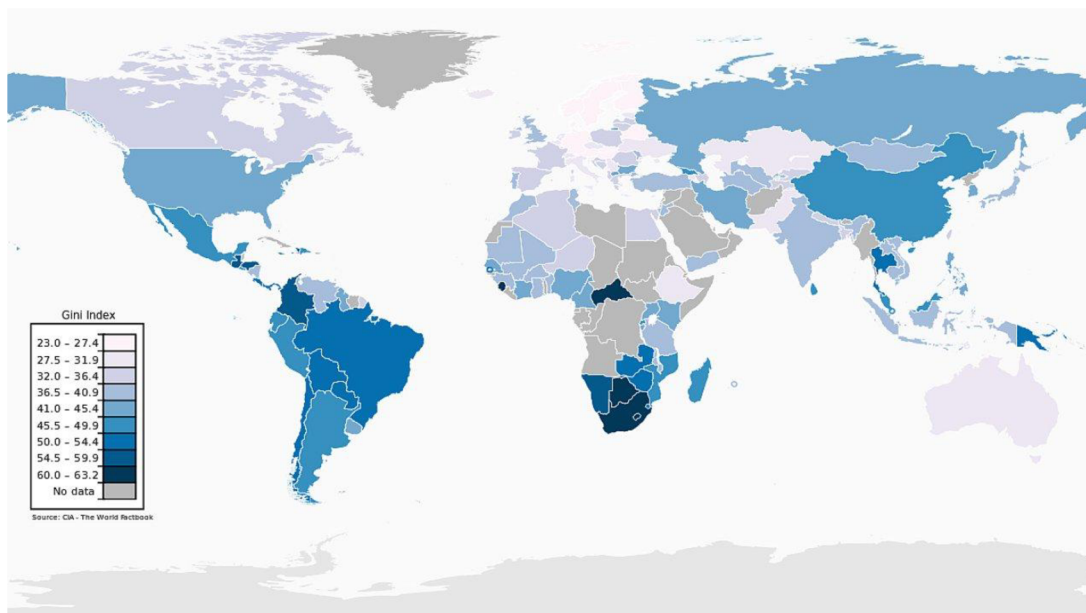 Gini Index
23.0 – 27.4
27.5 – 31.9
32.0 – 36.4
36.5 – 40.9
41.0 – 45.4
45.5 – 49.9
50.0 – 54.4
54.5 – 59.9
60.0 – 63.2
No data
Source: CIA - The World Factbook